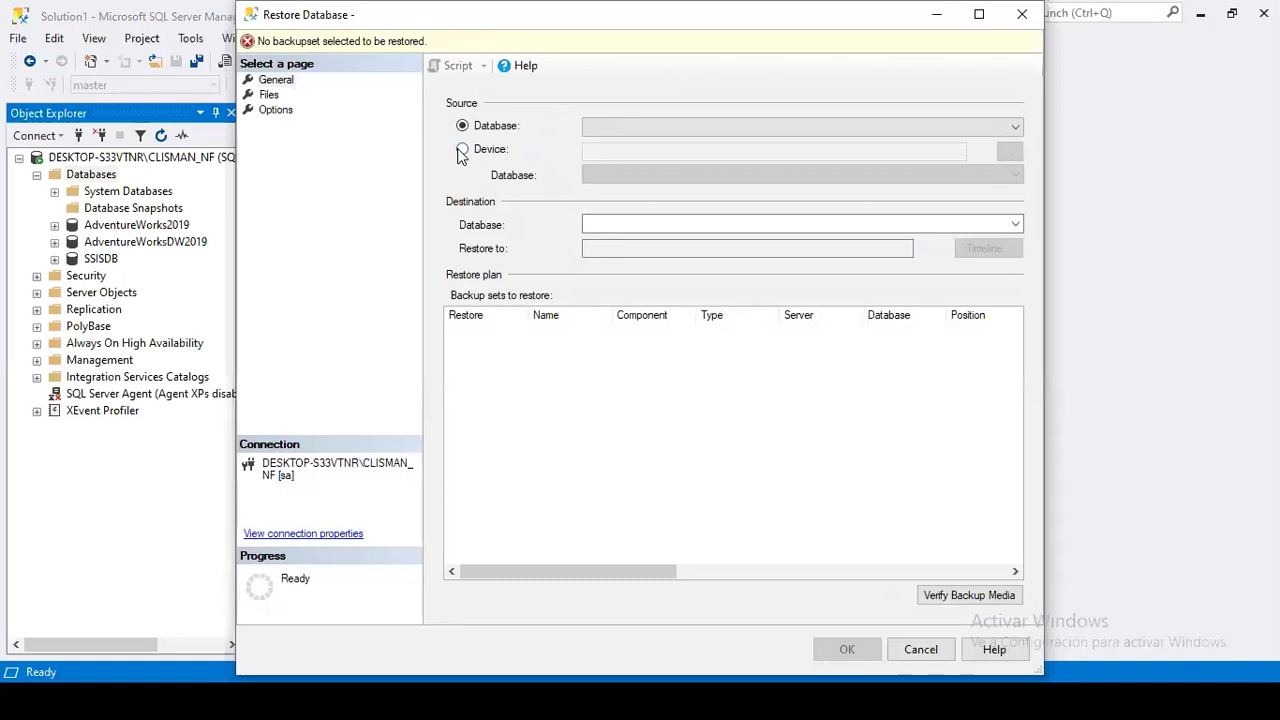 Solution1 - Microsoft SQL Server Mana
Restore Database -
unch (Ctrl+Q)
File Edit View Project Tools Wi
No backupset selected to be restored.
Select a page
General
Files
Options
Script
Help
master
Object Explorer
Connect
DESKTOP-S33VTNR\CLISMAN_NF (SQ
Databases
System Databases
Database Snapshots
AdventureWorks2019
AdventureWorksDW2019
SSISDB
Security
Server Objects
Replication
PolyBase
Always On High Availability
Management
Integration Services Catalogs
SQL Server Agent (Agent XPs disab
XEvent Profiler
Source
Database:
Device:
...
Database:
Destination
Database:
Restore to:
Timeline...
Restore plan
Backup sets to restore:
Restore Name Component Type Server Database Position
Connection
DESKTOP-S33VTNR\CLISMAN_
NF [sa]
View connection properties
Progress
Ready
Verify Backup Media
Activar Windows
Ve a Configuración para activar Windows.
OK
Cancel
Help
Ready